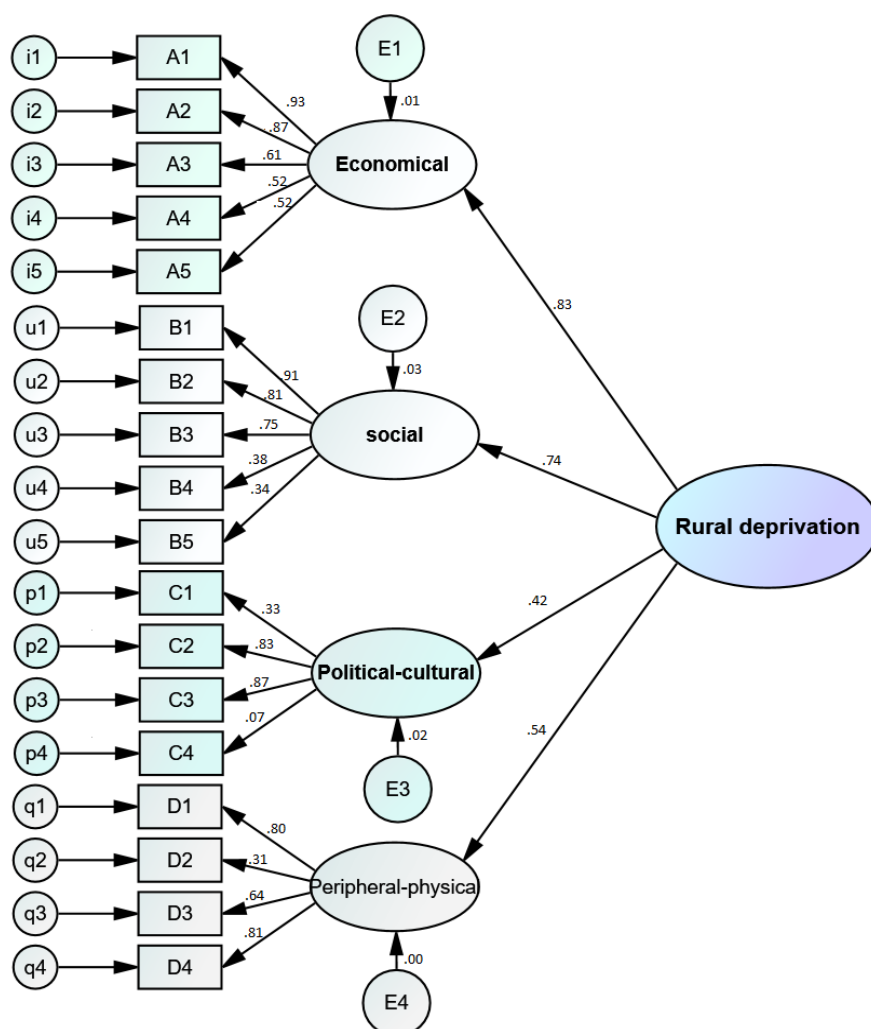 E1
i1
A1
.01
.93
i2
A2
.87
i3
A3
.61
Economical
i4
A4
.52
.52
i5
A5
.83
E2
u1
B1
.03
u2
B2
.91
.81
u3
B3
.75
social
.74
u4
B4
.38
.34
u5
B5
Rural deprivation
p1
C1
.33
.42
p2
C2
.83
p3
C3
.87
Political-cultural
p4
C4
.07
.02
.54
E3
q1
D1
.80
q2
D2
.31
Peripheral-physica
q3
D3
.64
q4
D4
.81
.00
E4